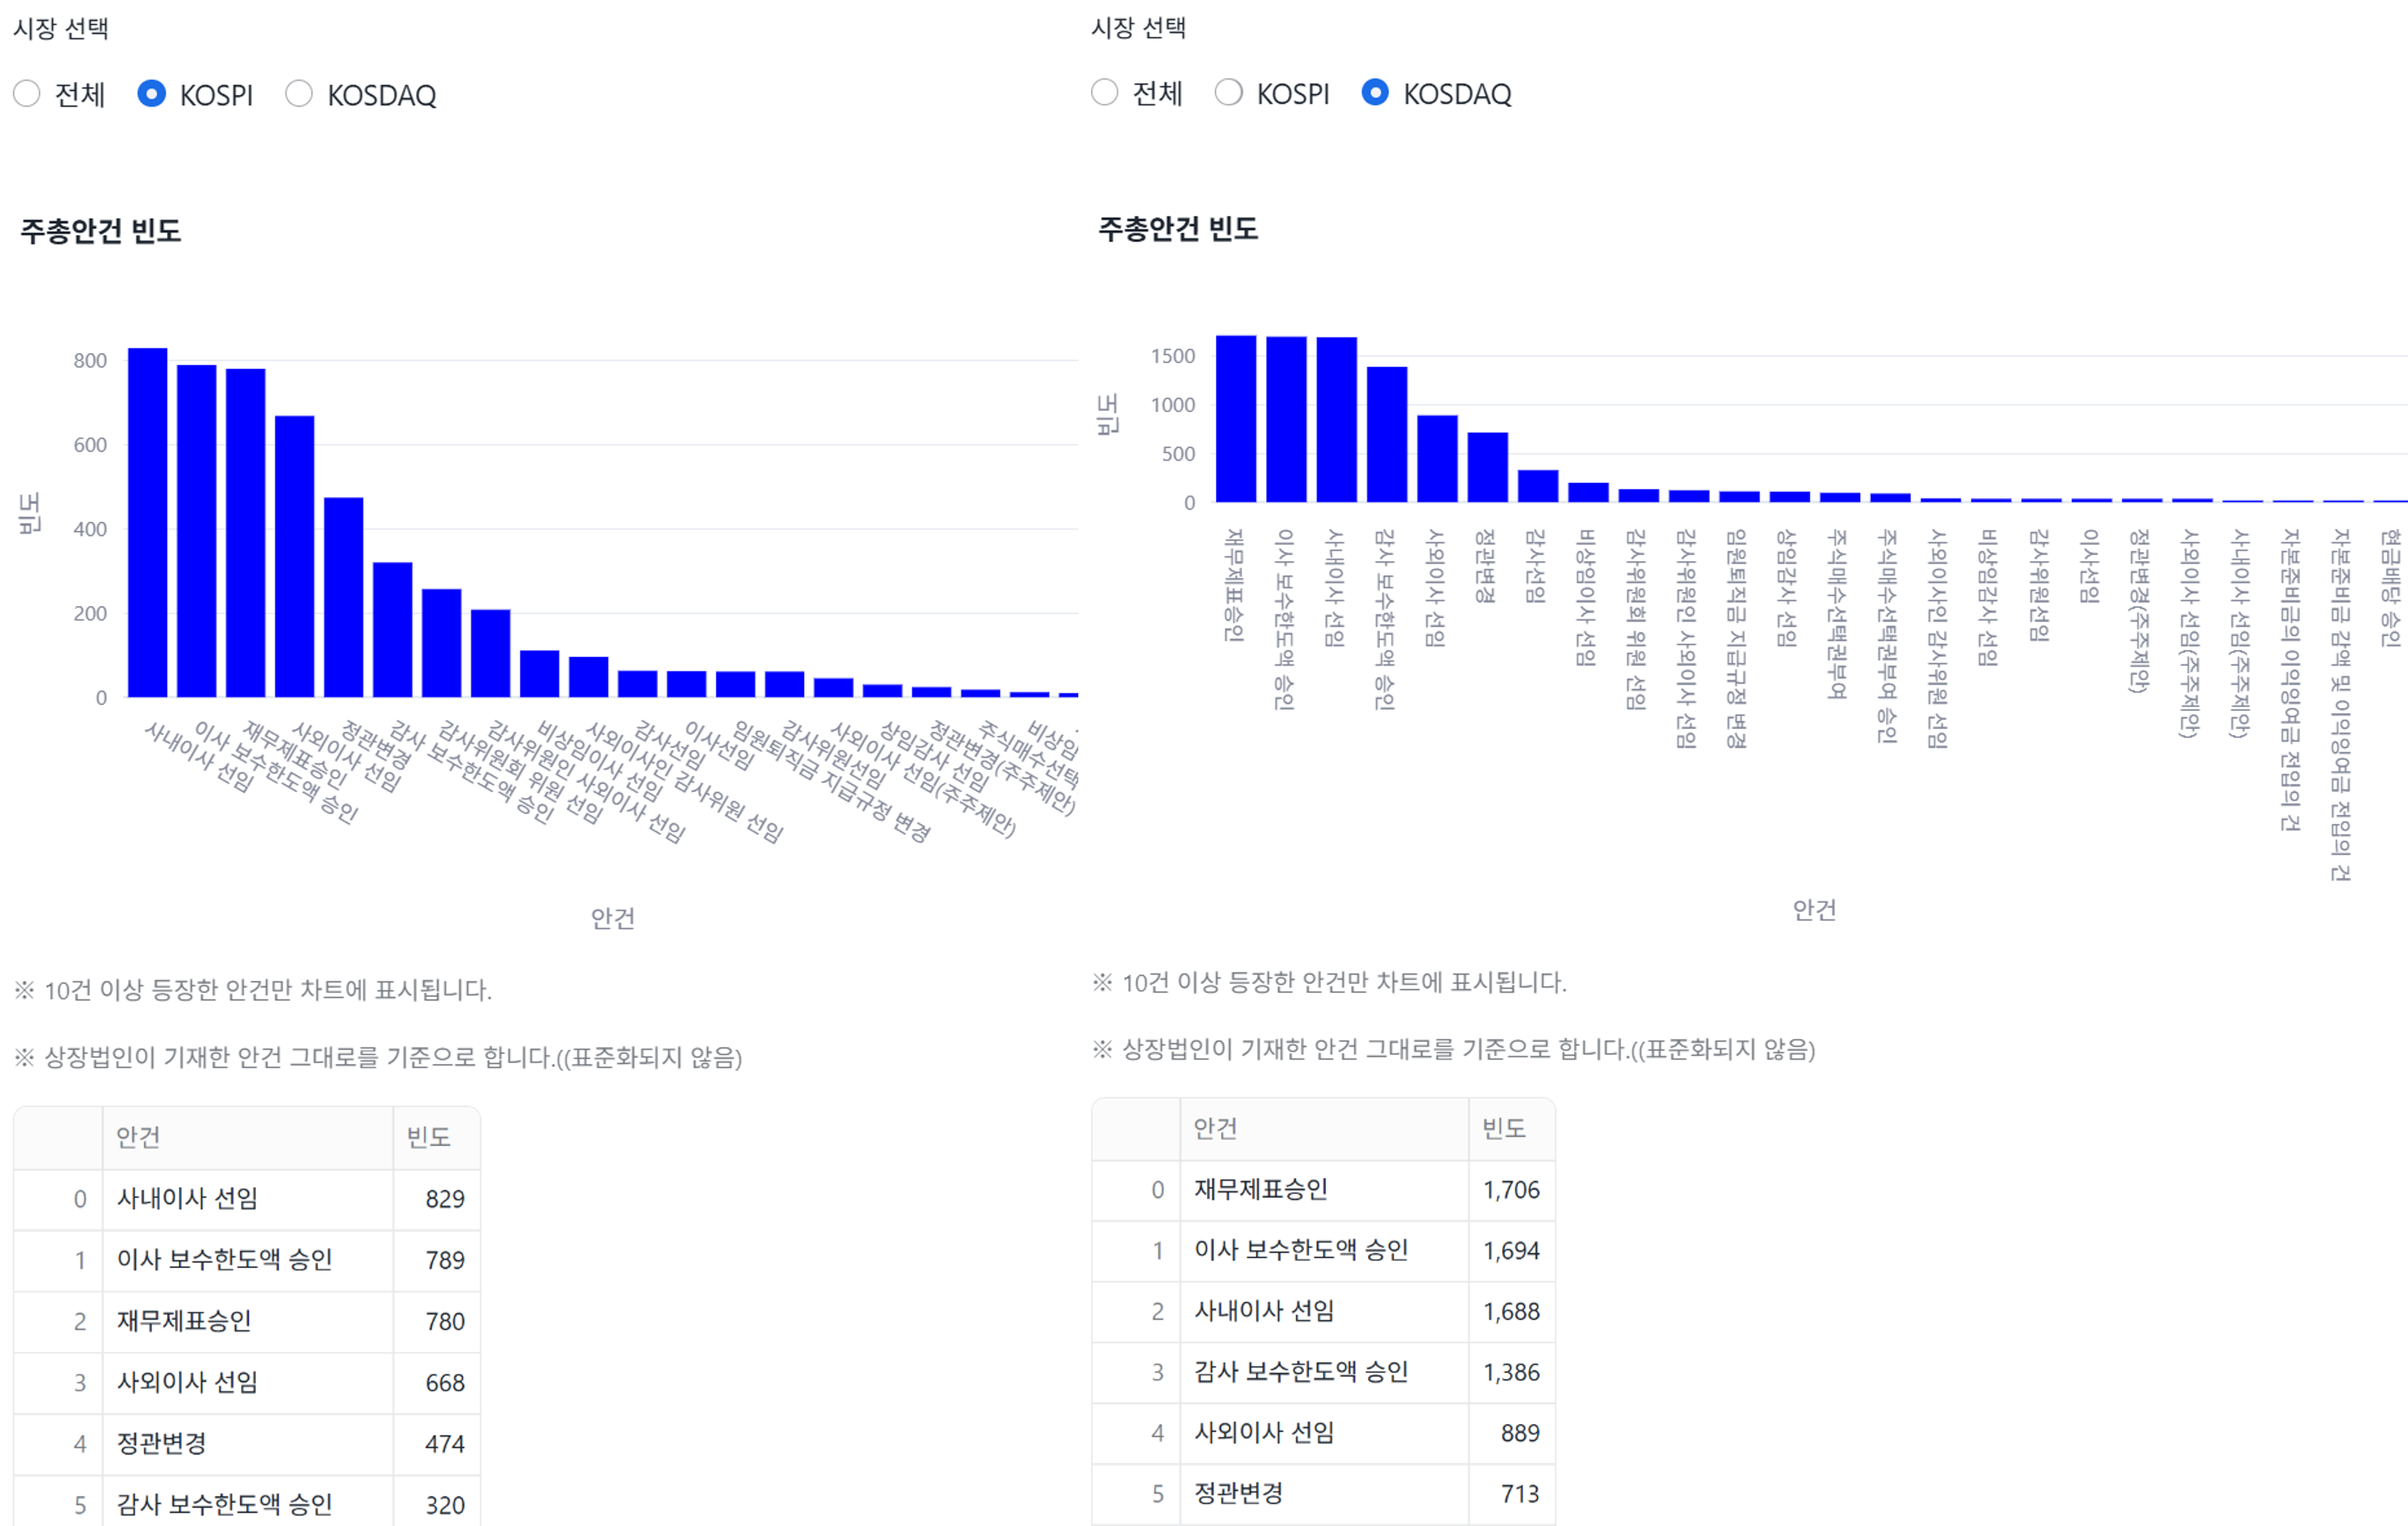 시장 선택
전체 KOSPI KOSDAQ
주총안건 빈도
빈도
800
600
400
200
0
사내이사 선임
이사 보수한도액 승인
재무제표승인
사외이사 선임
정관변경
감사 보수한도액 승인
감사위원회 위원 선임
감사위원인 사외이사 선임
비상임이사 선임
사외이사인 감사위원 선임
감사선임
이사선임
임원퇴직금 지급규정 변경
감사위원선임
사외이사 선임(주주제안)
상임감사 선임
정관변경(주주제안)
주식매수선택
비상임
안건
※ 10건 이상 등장한 안건만 차트에 표시됩니다.
※ 상장법인이 기재한 안건 그대로를 기준으로 합니다.((표준화되지 않음)
안건 빈도
0 사내이사 선임 829
1 이사 보수한도액 승인 789
2 재무제표승인 780
3 사외이사 선임 668
4 정관변경 474
5 감사 보수한도액 승인 320
시장 선택
전체 KOSPI KOSDAQ
주총안건 빈도
빈도
1500
1000
500
0
재무제표승인
이사 보수한도액 승인
사내이사 선임
감사 보수한도액 승인
사외이사 선임
정관변경
감사선임
비상임이사 선임
감사위원회 위원 선임
감사위원인 사외이사 선임
임원퇴직금 지급규정 변경
상임감사 선임
주식매수선택권부여
주식매수선택권부여 승인
사외이사인 감사위원 선임
비상임감사 선임
감사위원선임
이사선임
정관변경(주주제안)
사외이사 선임(주주제안)
사내이사 선임(주주제안)
자본준비금의 이익잉여금 전입의 건
자본준비금 감액 및 이익잉여금 전입의 건
현금배당 승인
안건
※ 10건 이상 등장한 안건만 차트에 표시됩니다.
※ 상장법인이 기재한 안건 그대로를 기준으로 합니다.((표준화되지 않음)
안건 빈도
0 재무제표승인 1,706
1 이사 보수한도액 승인 1,694
2 사내이사 선임 1,688
3 감사 보수한도액 승인 1,386
4 사외이사 선임 889
5 정관변경 713